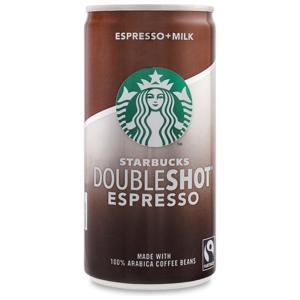 ESPRESSO+MILK
STARBUCKS
DOUBLESHOT®
ESPRESSO
MADE WITH
100% ARABICA COFFEE BEANS